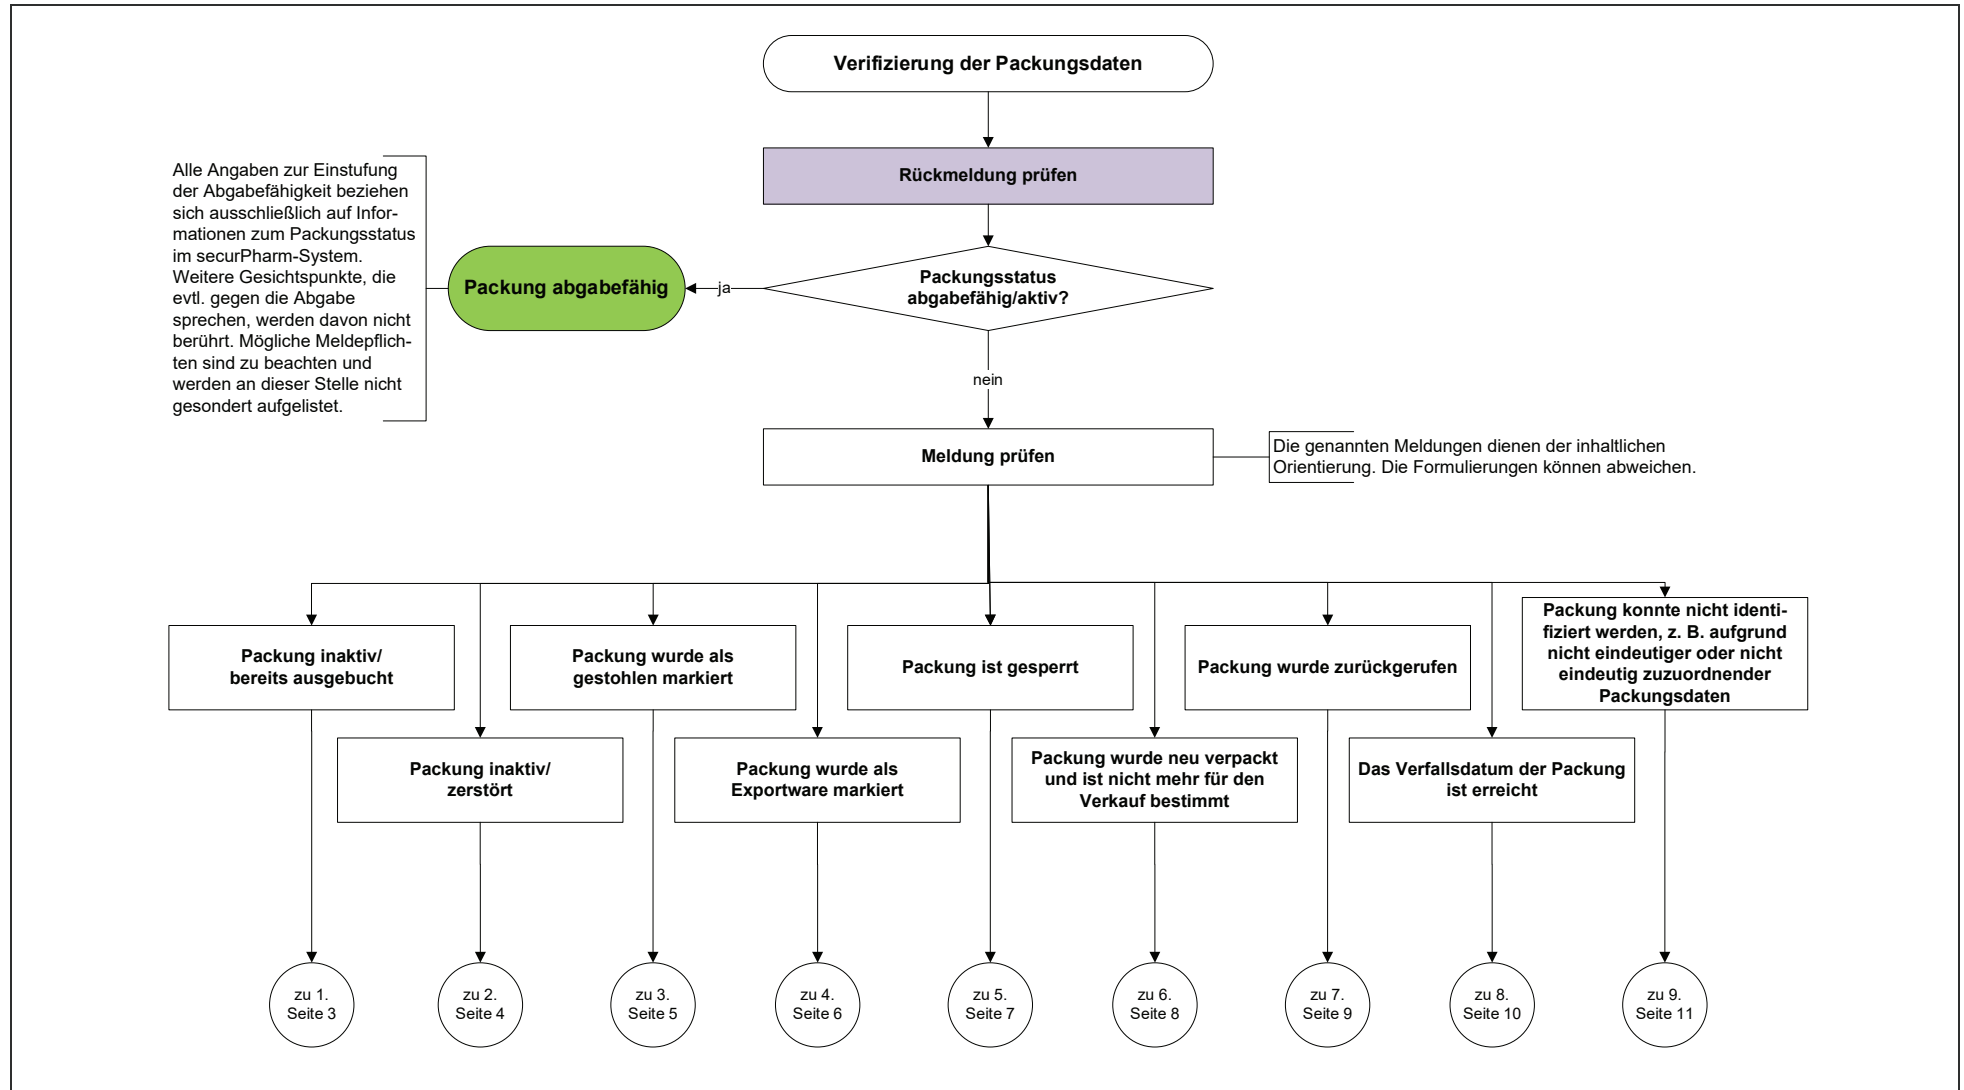 Verifizierung der Packungsdaten
Rückmeldung prüfen
Alle Angaben zur Einstufung
der Abgabefähigkeit beziehen
sich ausschließlich auf Infor-
mationen zum Packungsstatus
im securPharm-System.
Weitere Gesichtspunkte, die
evtl. gegen die Abgabe
sprechen, werden davon nicht
berührt. Mögliche Meldepflich-
ten sind zu beachten und
werden an dieser Stelle nicht
gesondert aufgelistet.
Packung abgabefähig
ja
Packungsstatus
abgabefähig/aktiv?
nein
Meldung prüfen
Die genannten Meldungen dienen der inhaltlichen
Orientierung. Die Formulierungen können abweichen.
Packung inaktiv/
bereits ausgebucht
Packung wurde als
gestohlen markiert
Packung ist gesperrt
Packung wurde zurückgerufen
Packung konnte nicht identi-
fiziert werden, z. B. aufgrund
nicht eindeutiger oder nicht
eindeutig zuzuordnender
Packungsdaten
Packung inaktiv/
zerstört
Packung wurde als
Exportware markiert
Packung wurde neu verpackt
und ist nicht mehr für den
Verkauf bestimmt
Das Verfallsdatum der Packung
ist erreicht
zu 1.
Seite 3
zu 2.
Seite 4
zu 3.
Seite 5
zu 4.
Seite 6
zu 5.
Seite 7
zu 6.
Seite 8
zu 7.
Seite 9
zu 8.
Seite 10
zu 9.
Seite 11